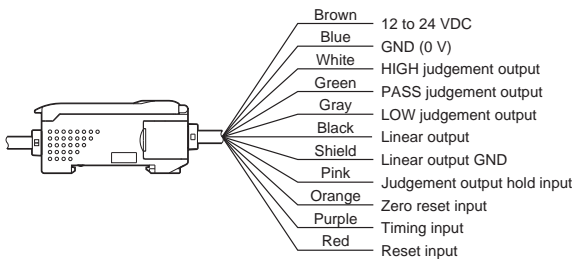 Brown 12 to 24 VDC
Blue GND (0 V)
White HIGH judgement output
Green PASS judgement output
Gray LOW judgement output
Black Linear output
Shield Linear output GND
Pink Judgement output hold input
Orange Zero reset input
Purple Timing input
Red Reset input